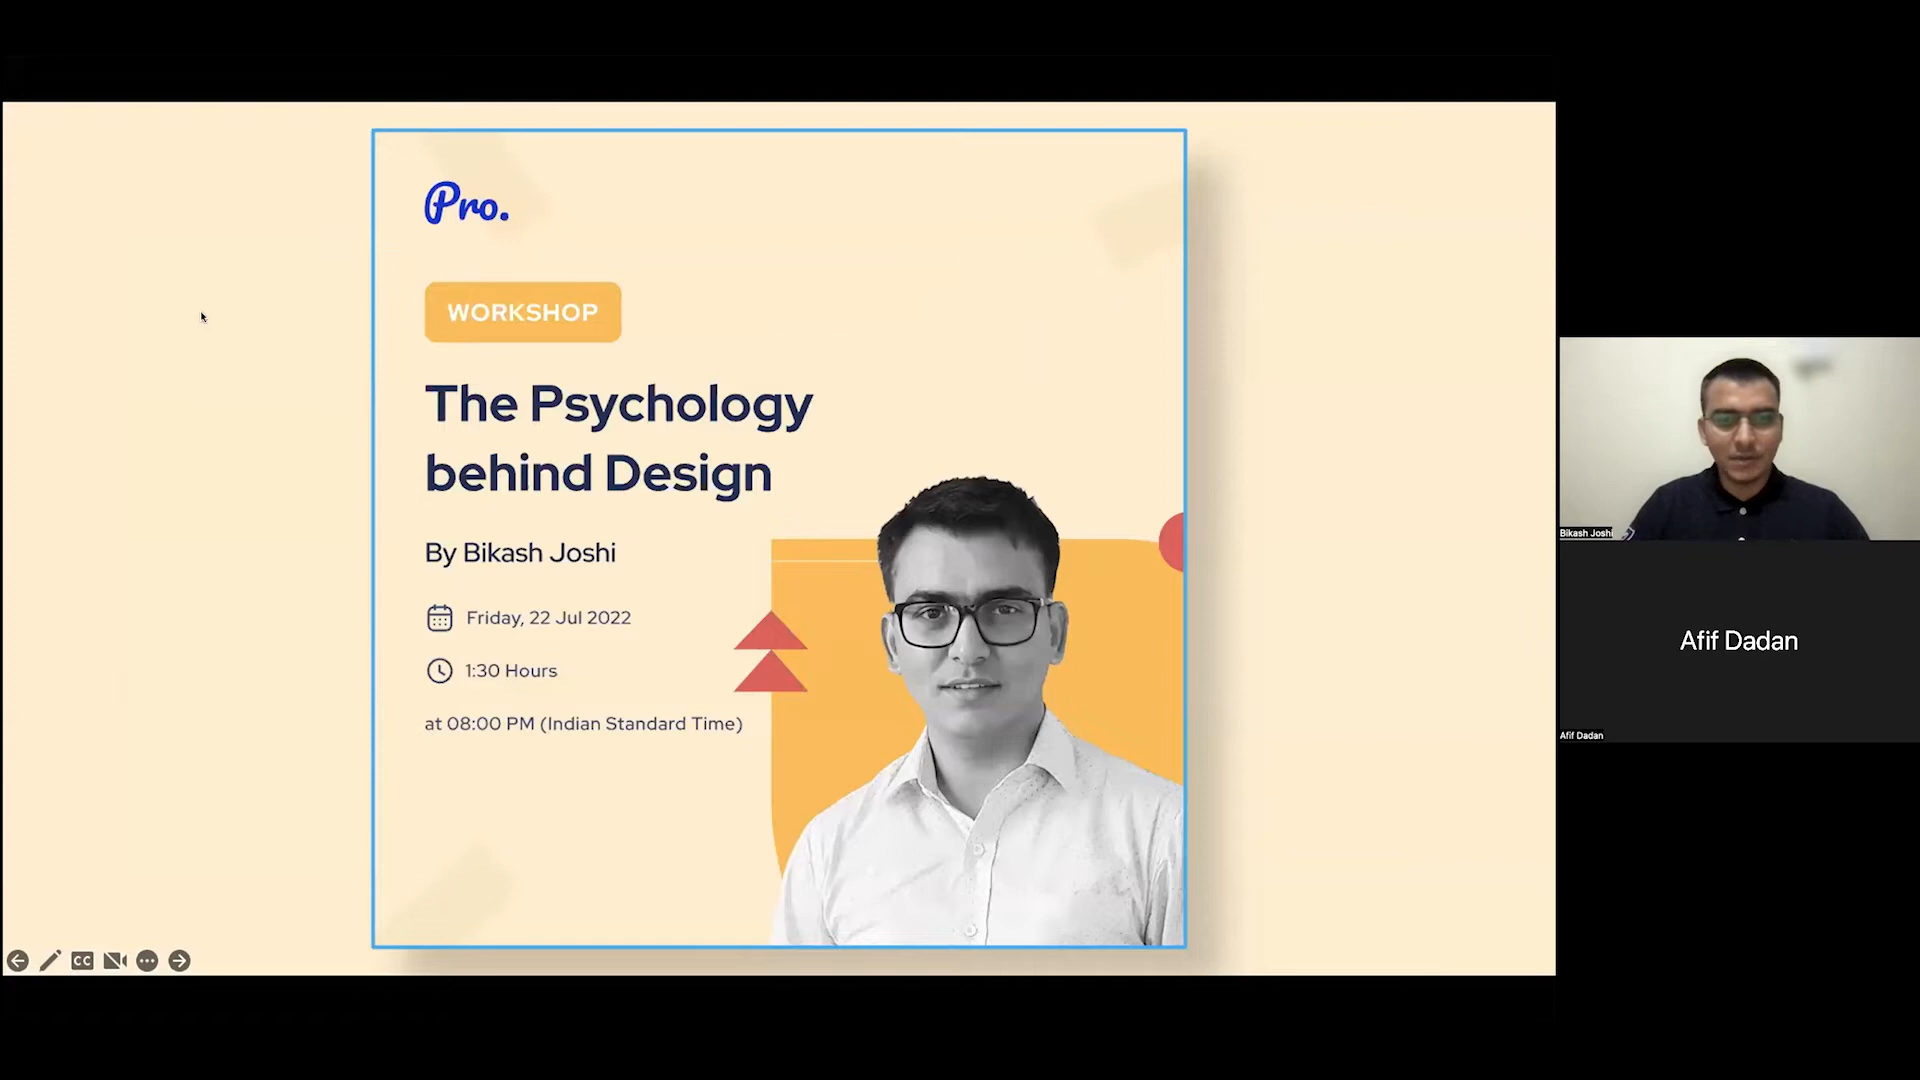 Pro.
WORKSHOP
The Psychology
behind Design
By Bikash Joshi
Friday, 22 Jul 2022
1:30 Hours
at 08:00 PM (Indian Standard Time)
CC
Bikash Joshi
Afif Dadan
Afif Dadan